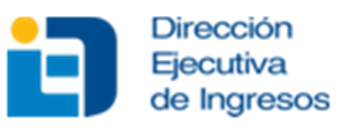 Dirección
Ejecutiva
de Ingresos